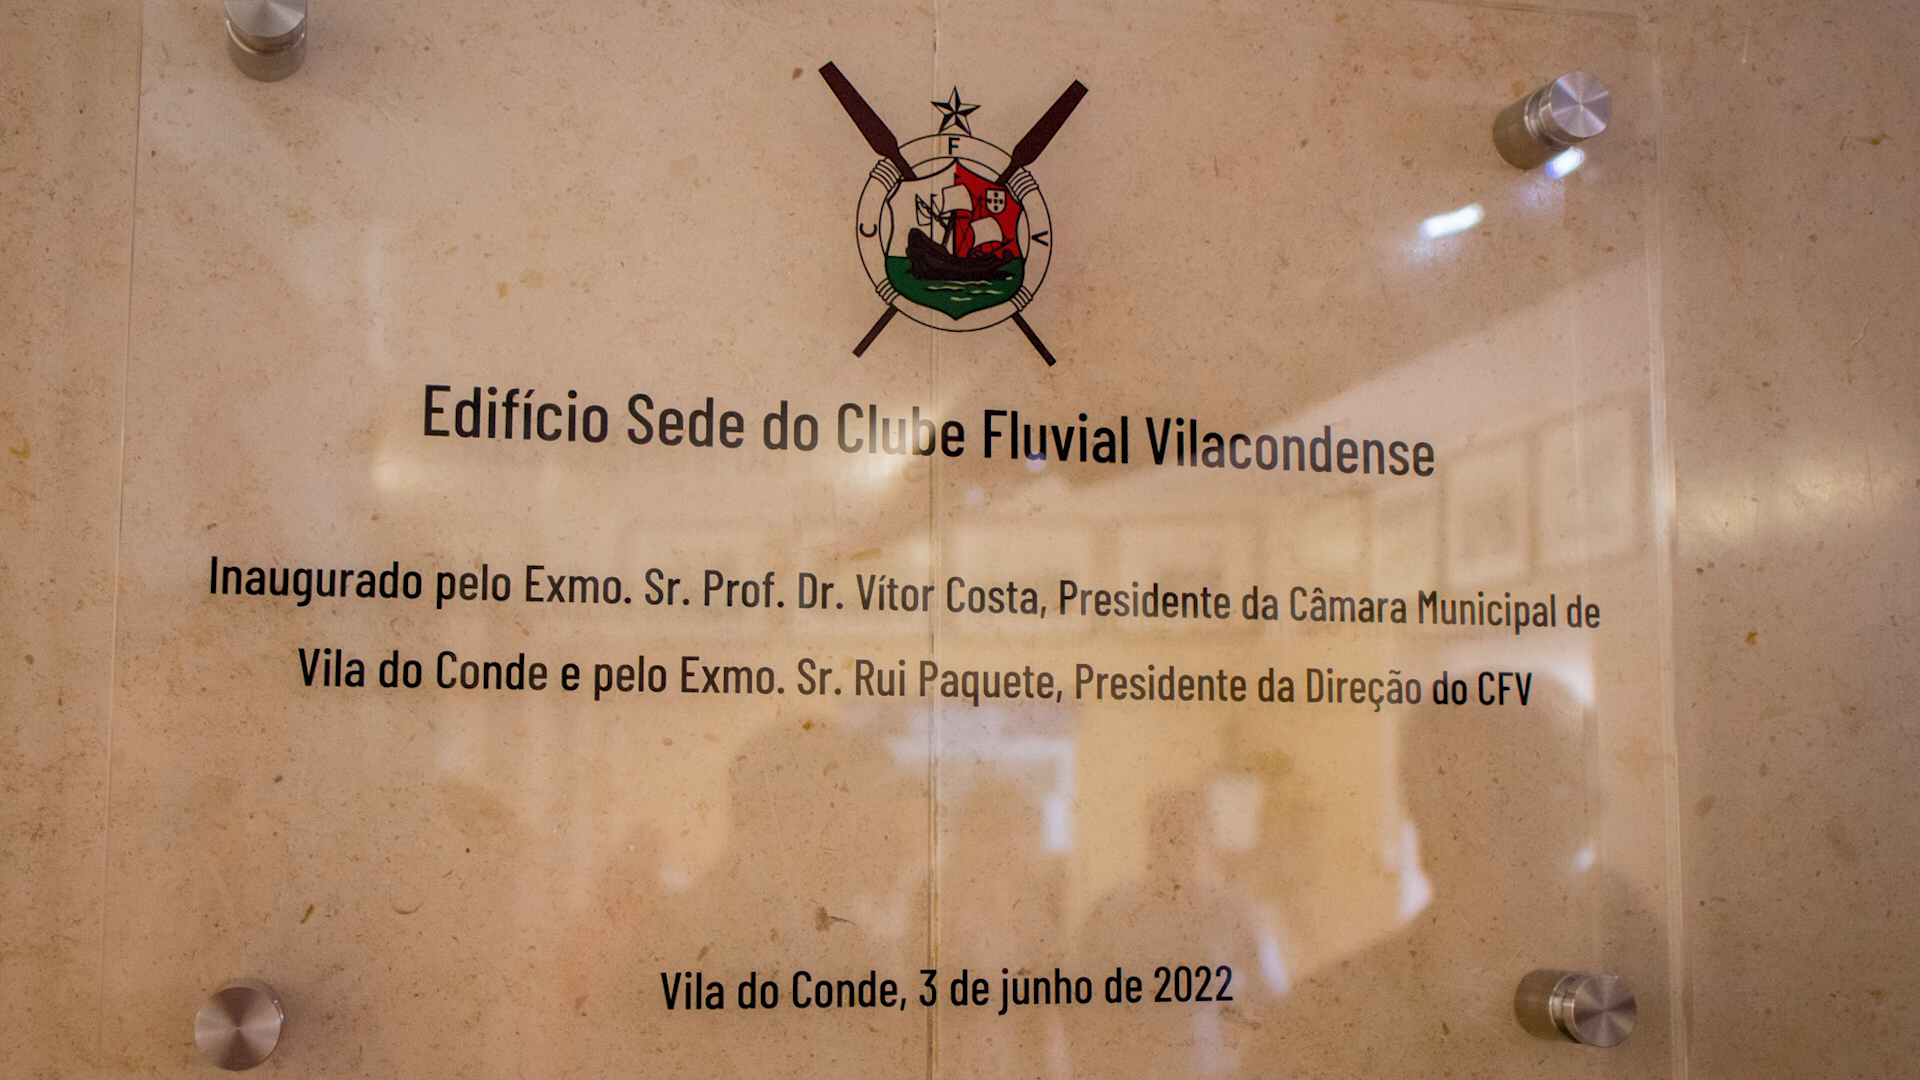 F
C V
Edifício Sede do Clube Fluvial Vilacondense
Inaugurado pelo Exmo. Sr. Prof. Dr. Vítor Costa, Presidente da Câmara Municipal de
Vila do Conde e pelo Exmo. Sr. Rui Paquete, Presidente da Direção do CFV
Vila do Conde, 3 de junho de 2022